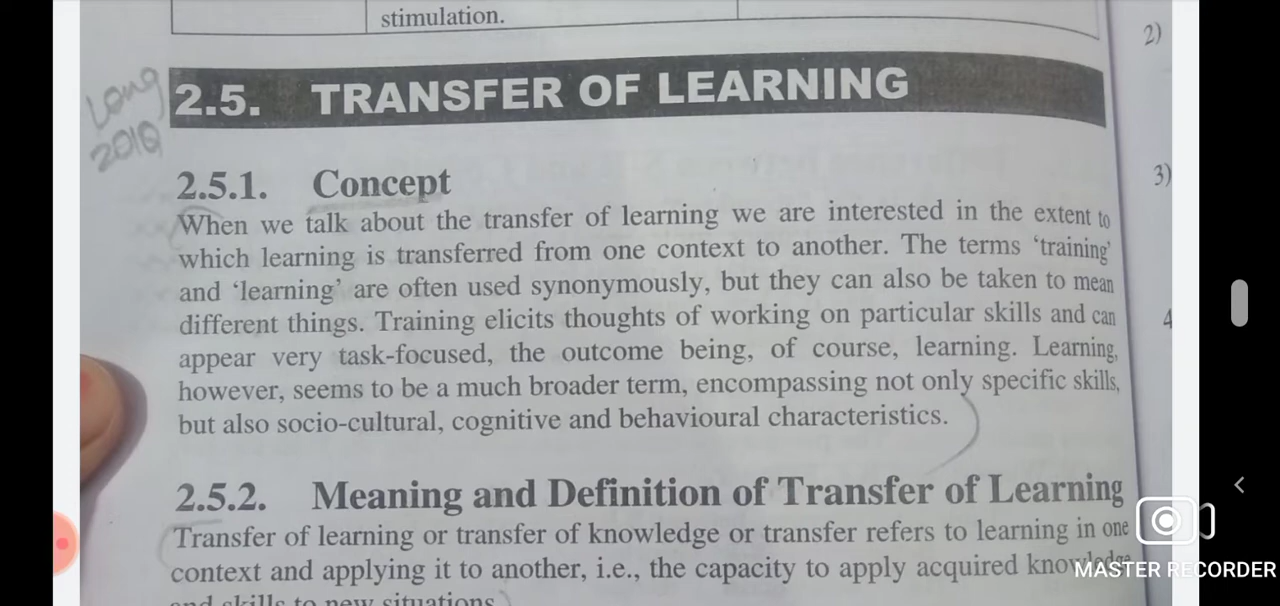 stimulation.
2)
Long
2010
2.5. TRANSFER OF LEARNING
2.5.1. Concept
3)
When we talk about the transfer of learning we are interested in the extent to
which learning is transferred from one context to another. The terms ‘training’
and ‘learning’ are often used synonymously, but they can also be taken to mean
different things. Training elicits thoughts of working on particular skills and can
4
appear very task-focused, the outcome being, of course, learning. Learning,
however, seems to be a much broader term, encompassing not only specific skills,
but also socio-cultural, cognitive and behavioural characteristics.
2.5.2. Meaning and Definition of Transfer of Learning
Transfer of learning or transfer of knowledge or transfer refers to learning in one
context and applying it to another, i.e., the capacity to apply acquired knowledge
and skills to new situations.
MASTER RECORDER